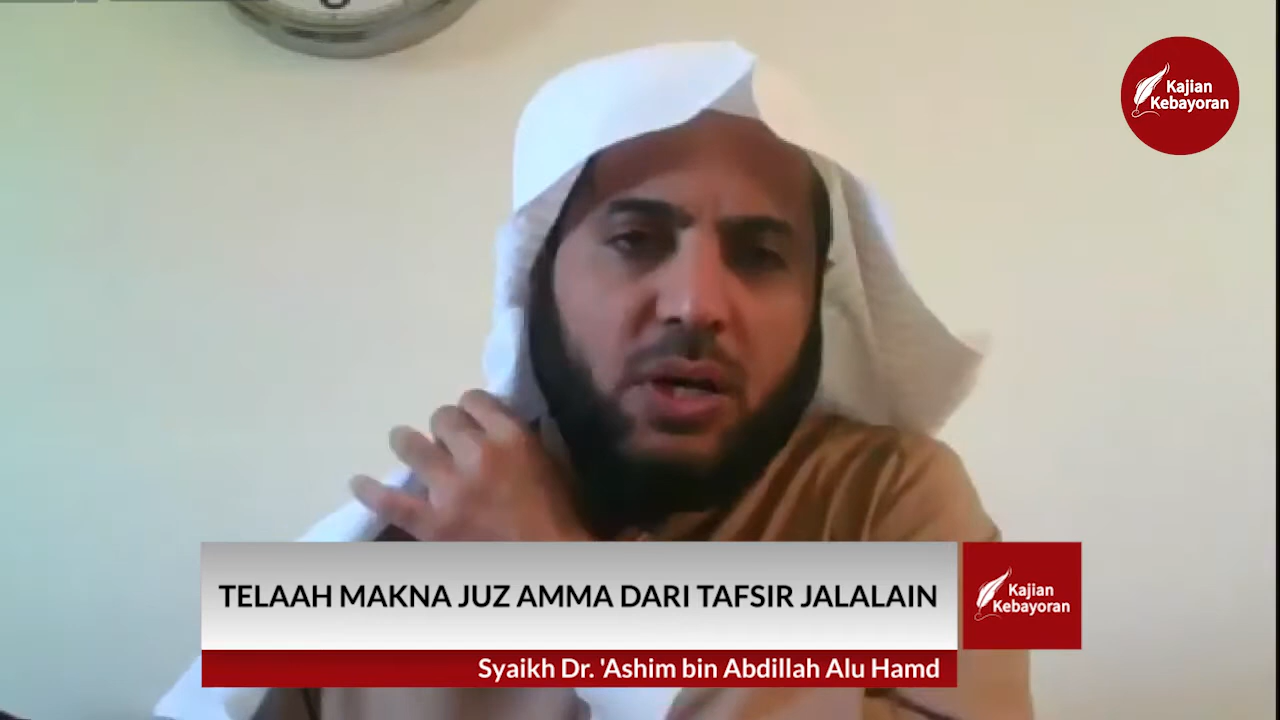 Kajian
Kebayoran
TELAAH MAKNA JUZ AMMA DARI TAFSIR JALALAIN
Kajian
Kebayoran
Syaikh Dr. 'Ashim bin Abdillah Alu Hamd